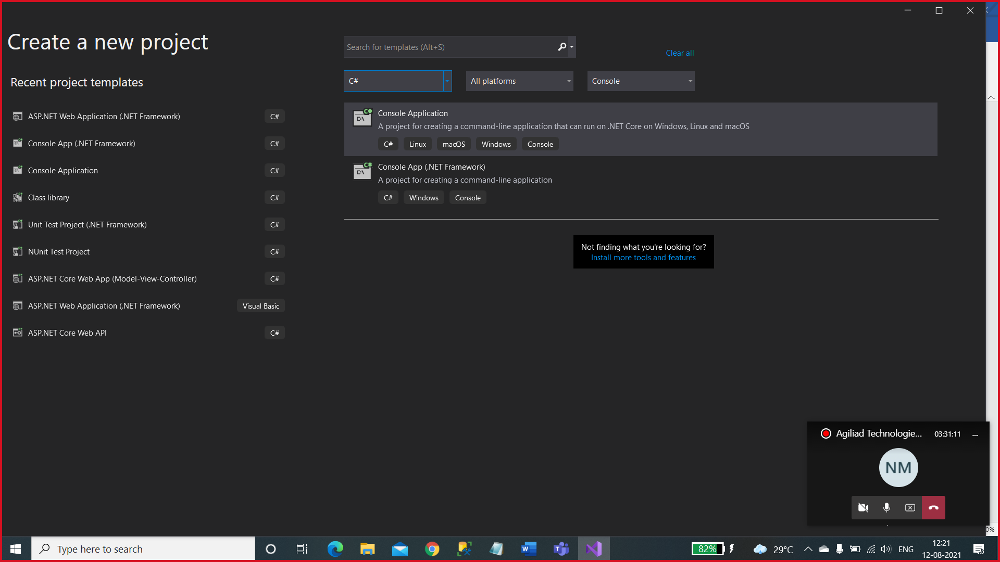 Create a new project
Recent project templates
ASP.NET Web Application (.NET Framework) C#
Console App (.NET Framework) C#
Console Application C#
Class library C#
Unit Test Project (.NET Framework) C#
NUnit Test Project C#
ASP.NET Core Web App (Model-View-Controller) C#
ASP.NET Web Application (.NET Framework) Visual Basic
ASP.NET Core Web API C#
Search for templates (Alt+S)
Clear all
C# All platforms Console
Console Application
A project for creating a command-line application that can run on .NET Core on Windows, Linux and macOS
C# Linux macOS Windows Console
Console App (.NET Framework)
A project for creating a command-line application
C# Windows Console
Not finding what you're looking for?
Install more tools and features
Agiliad Technologie... 03:31:11
NM
0%
Type here to search
82%
29°C
ENG
12:21
12-08-2021